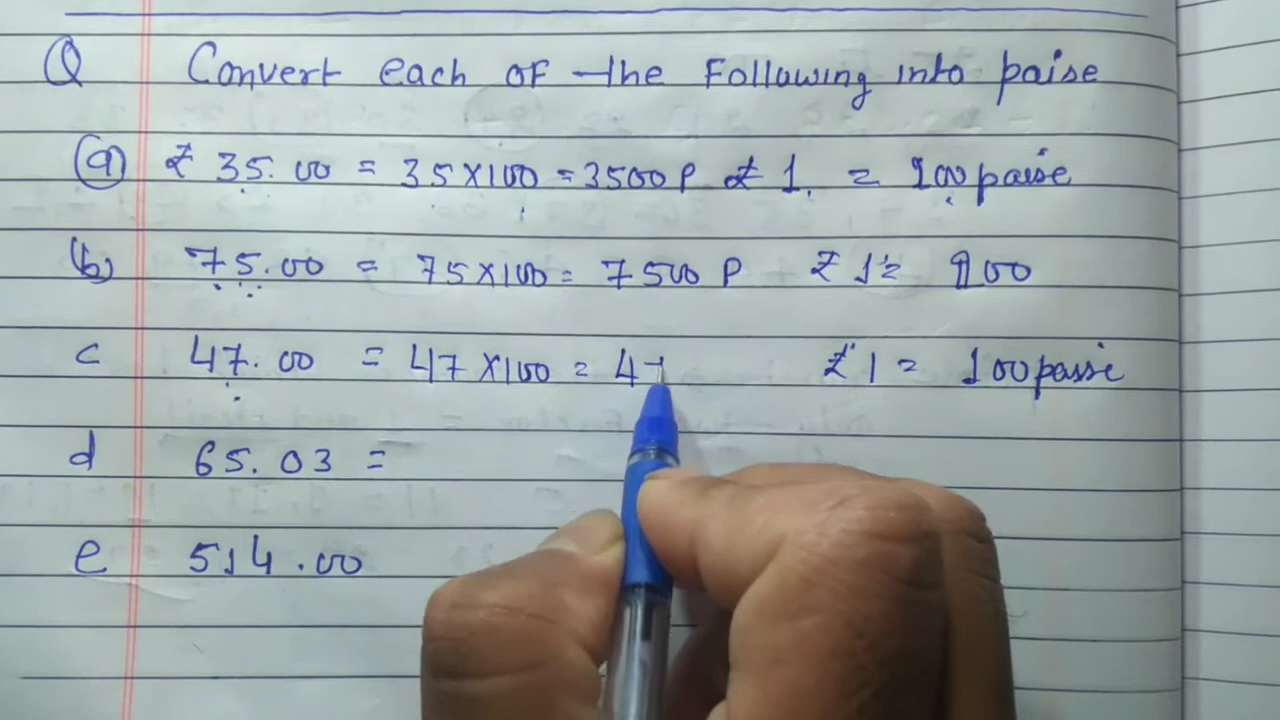 Q Convert each of the Following into paise
(a) ₹ 35.00 = 35×100 = 3500 P ₹ 1. = 100 paise
(b) 75.00 = 75×100 = 7500 P ₹ 1 = 100
c 47.00 = 47×100 = 47 ₹ 1 = 100 passe
d 65.03 =
e 514.00